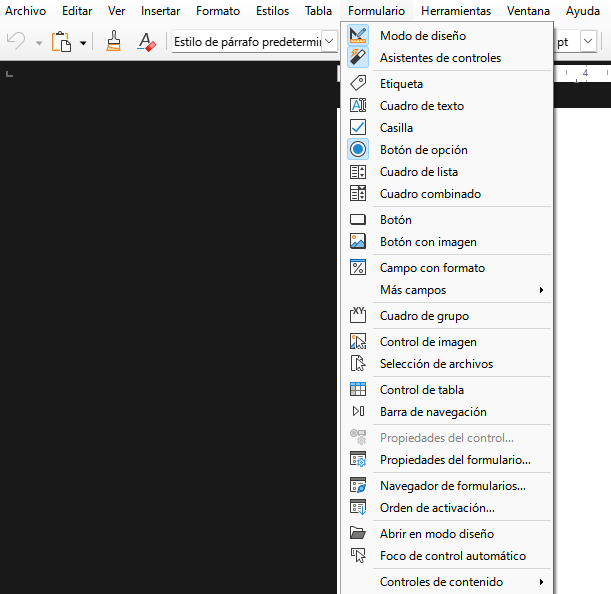 Archivo Editar Ver Insertar Formato Estilos Tabla Formulario Herramientas Ventana Ayuda
Estilo de párrafo predetermi
pt
4
Modo de diseño
Asistentes de controles
Etiqueta
Cuadro de texto
Casilla
Botón de opción
Cuadro de lista
Cuadro combinado
Botón
Botón con imagen
Campo con formato
Más campos
Cuadro de grupo
Control de imagen
Selección de archivos
Control de tabla
Barra de navegación
Propiedades del control...
Propiedades del formulario...
Navegador de formularios...
Orden de activación...
Abrir en modo diseño
Foco de control automático
Controles de contenido